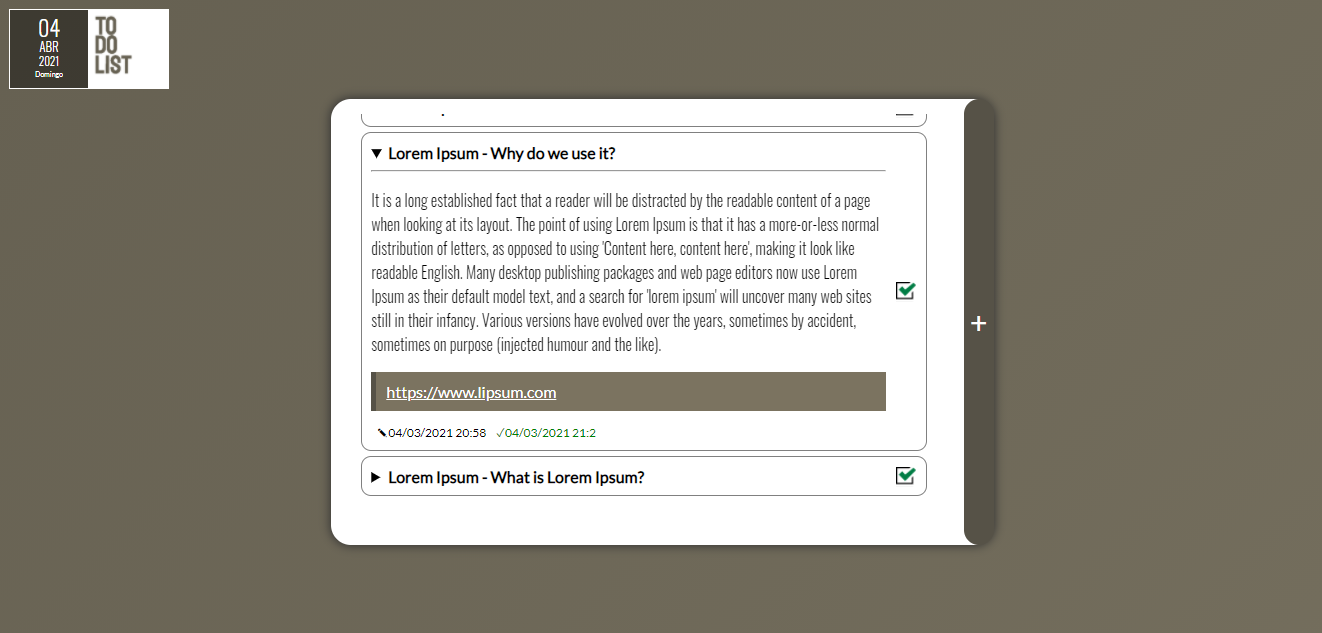 04
ABR
2021
Domingo
TO
DO
LIST
Lorem Ipsum - Why do we use it?
It is a long established fact that a reader will be distracted by the readable content of a page
when looking at its layout. The point of using Lorem Ipsum is that it has a more-or-less normal
distribution of letters, as opposed to using 'Content here, content here', making it look like
readable English. Many desktop publishing packages and web page editors now use Lorem
Ipsum as their default model text, and a search for 'lorem ipsum' will uncover many web sites
still in their infancy. Various versions have evolved over the years, sometimes by accident,
sometimes on purpose (injected humour and the like).
+
https://www.lipsum.com
04/03/2021 20:58 ✓04/03/2021 21:2
Lorem Ipsum - What is Lorem Ipsum?